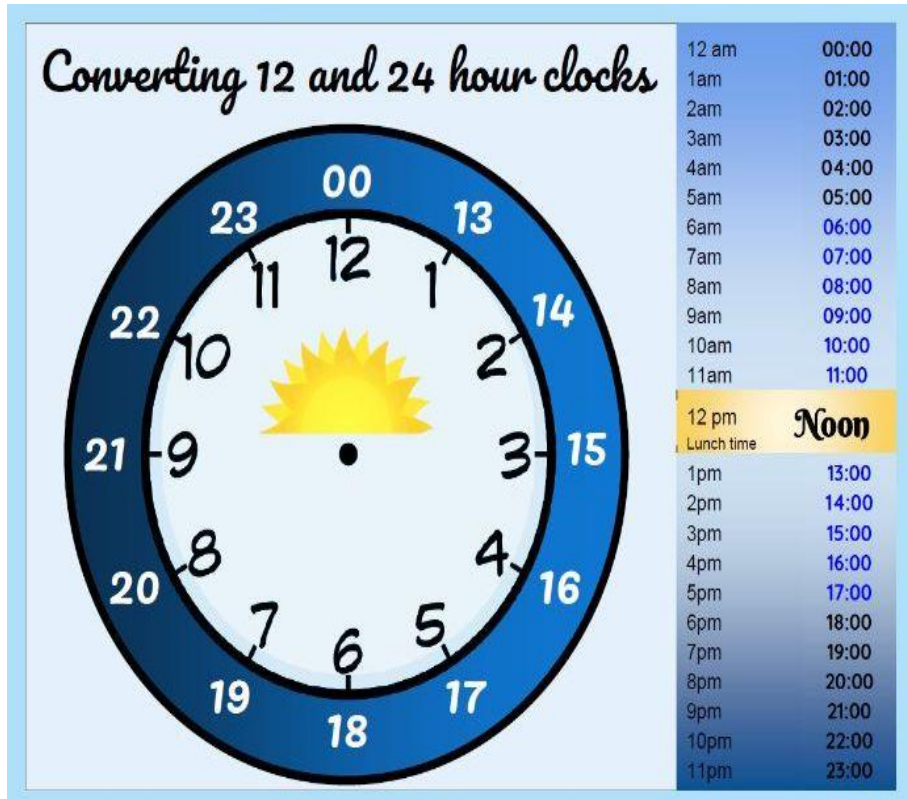 Converting 12 and 24 hour clocks
00
23 13
12
11 1
22 14
10 2
21 9 3 15
8 4
20 16
7 5
6
19 17
18
12 am 00:00
1am 01:00
2am 02:00
3am 03:00
4am 04:00
5am 05:00
6am 06:00
7am 07:00
8am 08:00
9am 09:00
10am 10:00
11am 11:00
12 pm Noon
Lunch time
1pm 13:00
2pm 14:00
3pm 15:00
4pm 16:00
5pm 17:00
6pm 18:00
7pm 19:00
8pm 20:00
9pm 21:00
10pm 22:00
11pm 23:00